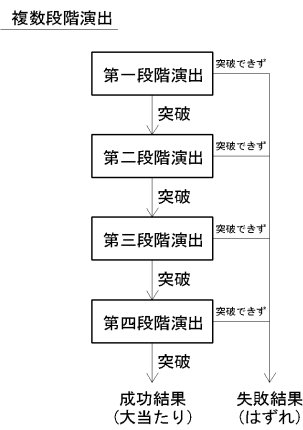 複数段階演出
第一段階演出
突破できず
突破
第二段階演出
突破できず
突破
第三段階演出
突破できず
突破
第四段階演出
突破できず
突破
成功結果
(大当たり)
失敗結果
(はずれ)